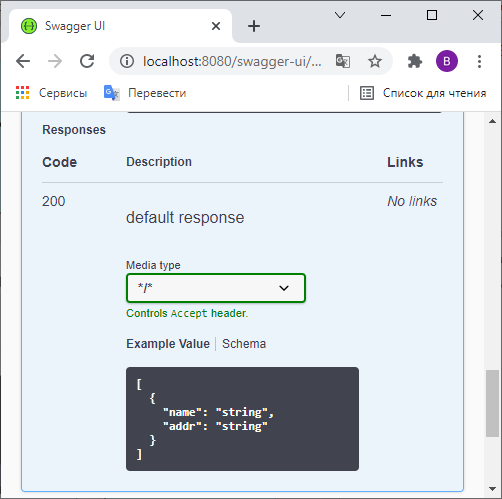 Swagger UI
localhost:8080/swagger-ui/...
B
Сервисы Перевести Список для чтения
Responses
Code Description Links
200 No links
default response
Media type
*/*
Controls Accept header.
Example Value Schema
[
{
"name": "string",
"addr": "string"
}
]